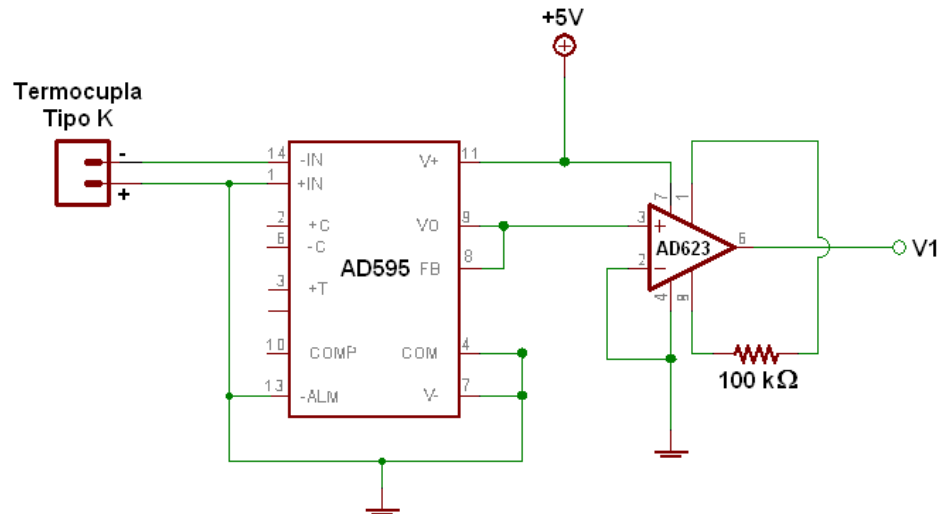 +5V
Termocupla
Tipo K
-
+
14
-IN
1
+IN
2
+C
6
-C
3
+T
10
COMP
13
-ALM
AD595
V+
11
VO
9
FB
8
COM
4
V-
7
3
+
2
-
AD623
7
1
4
8
6
V1
100 kΩ